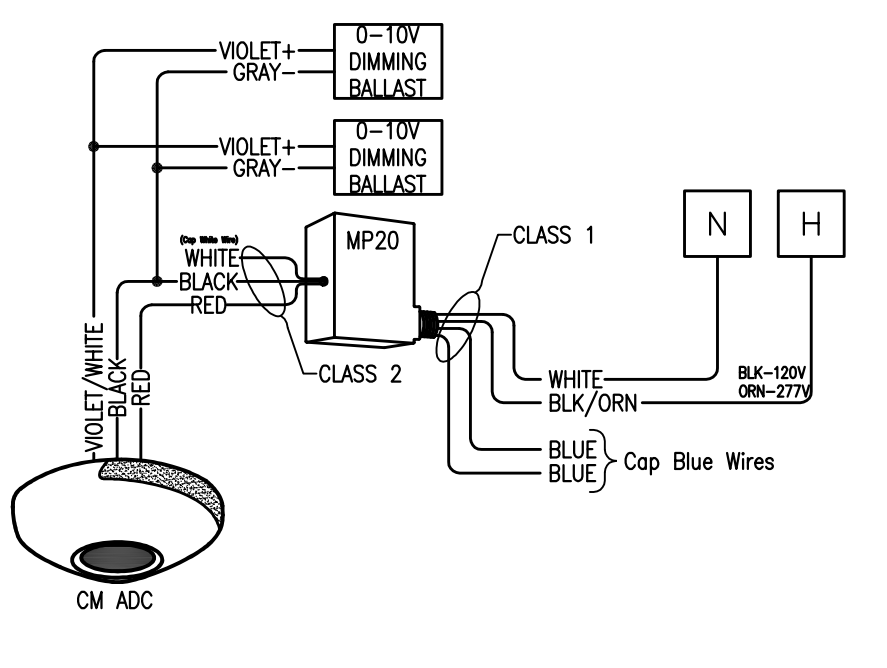 VIOLET+
GRAY-
0-10V
DIMMING
BALLAST
VIOLET+
GRAY-
0-10V
DIMMING
BALLAST
(Cap White Wire)
WHITE
BLACK
RED
MP20
CLASS 1
CLASS 2
N
H
VIOLET/WHITE
BLACK
RED
WHITE
BLK/ORN
BLK-120V
ORN-277V
BLUE
BLUE
Cap Blue Wires
CM ADC